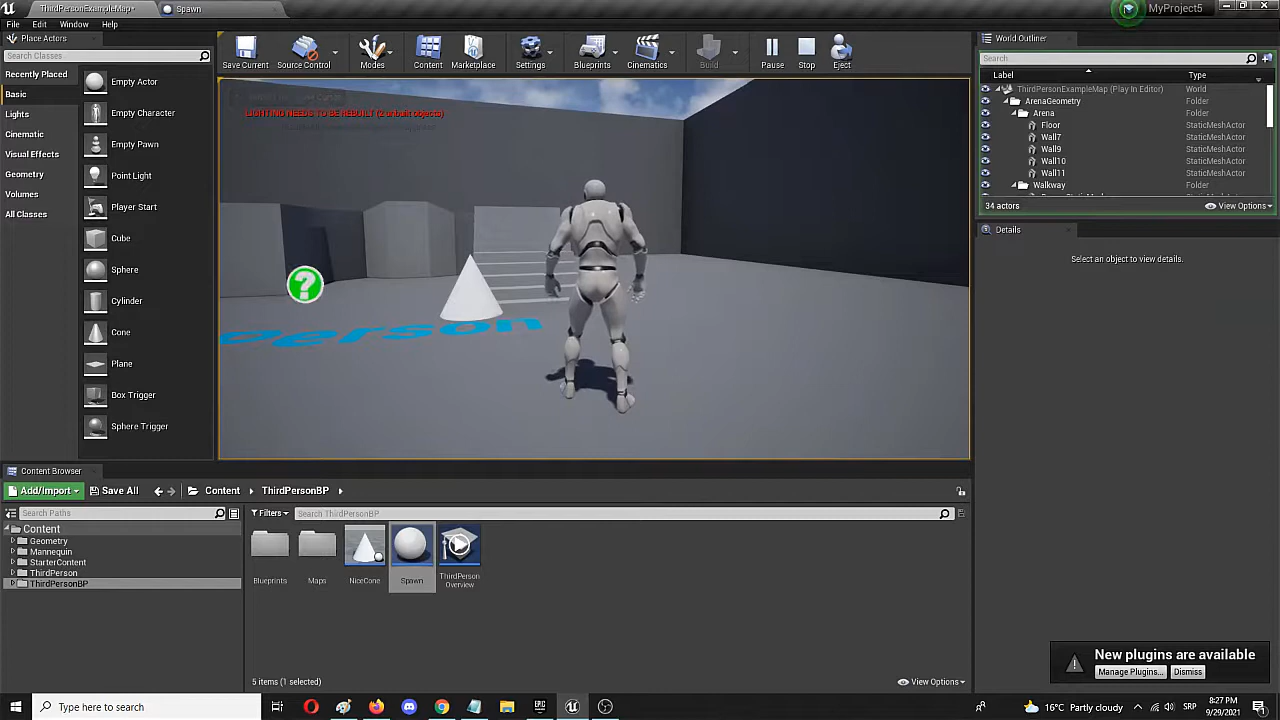 ThirdPersonExampleMap*
Spawn
MyProject5
File Edit Window Help
Place Actors
Search Classes
Recently Placed
Basic
Lights
Cinematic
Visual Effects
Geometry
Volumes
All Classes
Empty Actor
Empty Character
Empty Pawn
Point Light
Player Start
Cube
Sphere
Cylinder
Cone
Plane
Box Trigger
Sphere Trigger
Save Current
Source Control
Modes
Content
Marketplace
Settings
Blueprints
Cinematics
Build
Pause
Stop
Eject
LIGHTING NEEDS TO BE REBUILT (2 unbuilt objects)
person
World Outliner
Search
Label Type
ThirdPersonExampleMap (Play In Editor) World
ArenaGeometry Folder
Arena Folder
Floor StaticMeshActor
Wall7 StaticMeshActor
Wall9 StaticMeshActor
Wall10 StaticMeshActor
Wall11 StaticMeshActor
Walkway Folder
34 actors
View Options
Details
Select an object to view details.
Content Browser
Add/Import Save All Content ThirdPersonBP
Search Paths
Filters Search ThirdPersonBP
Content
Geometry
Mannequin
StarterContent
ThirdPerson
ThirdPersonBP
Blueprints
Maps
NiceCone
Spawn
ThirdPerson
Overview
5 items (1 selected)
View Options
New plugins are available
Manage Plugins...
Dismiss
Type here to search
16°C Partly cloudy
SRP
8:27 PM
9/29/2021